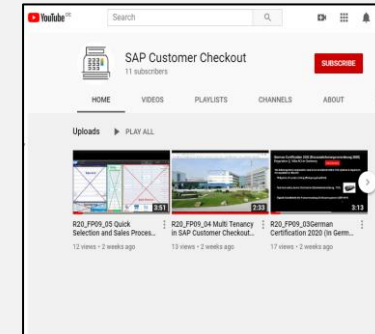 YouTube
Search
SAP Customer Checkout
11 subscribers
SUBSCRIBE
HOME VIDEOS PLAYLISTS CHANNELS ABOUT
Uploads PLAY ALL
3:51
2:33
3:13
R20_FP09_05 Quick
Selection and Sales Proces...
12 views • 2 weeks ago
R20_FP09_04 Multi Tenancy
in SAP Customer Checkout...
13 views • 2 weeks ago
R20_FP09_03German
Certification 2020 (In Germ...
17 views • 2 weeks ago